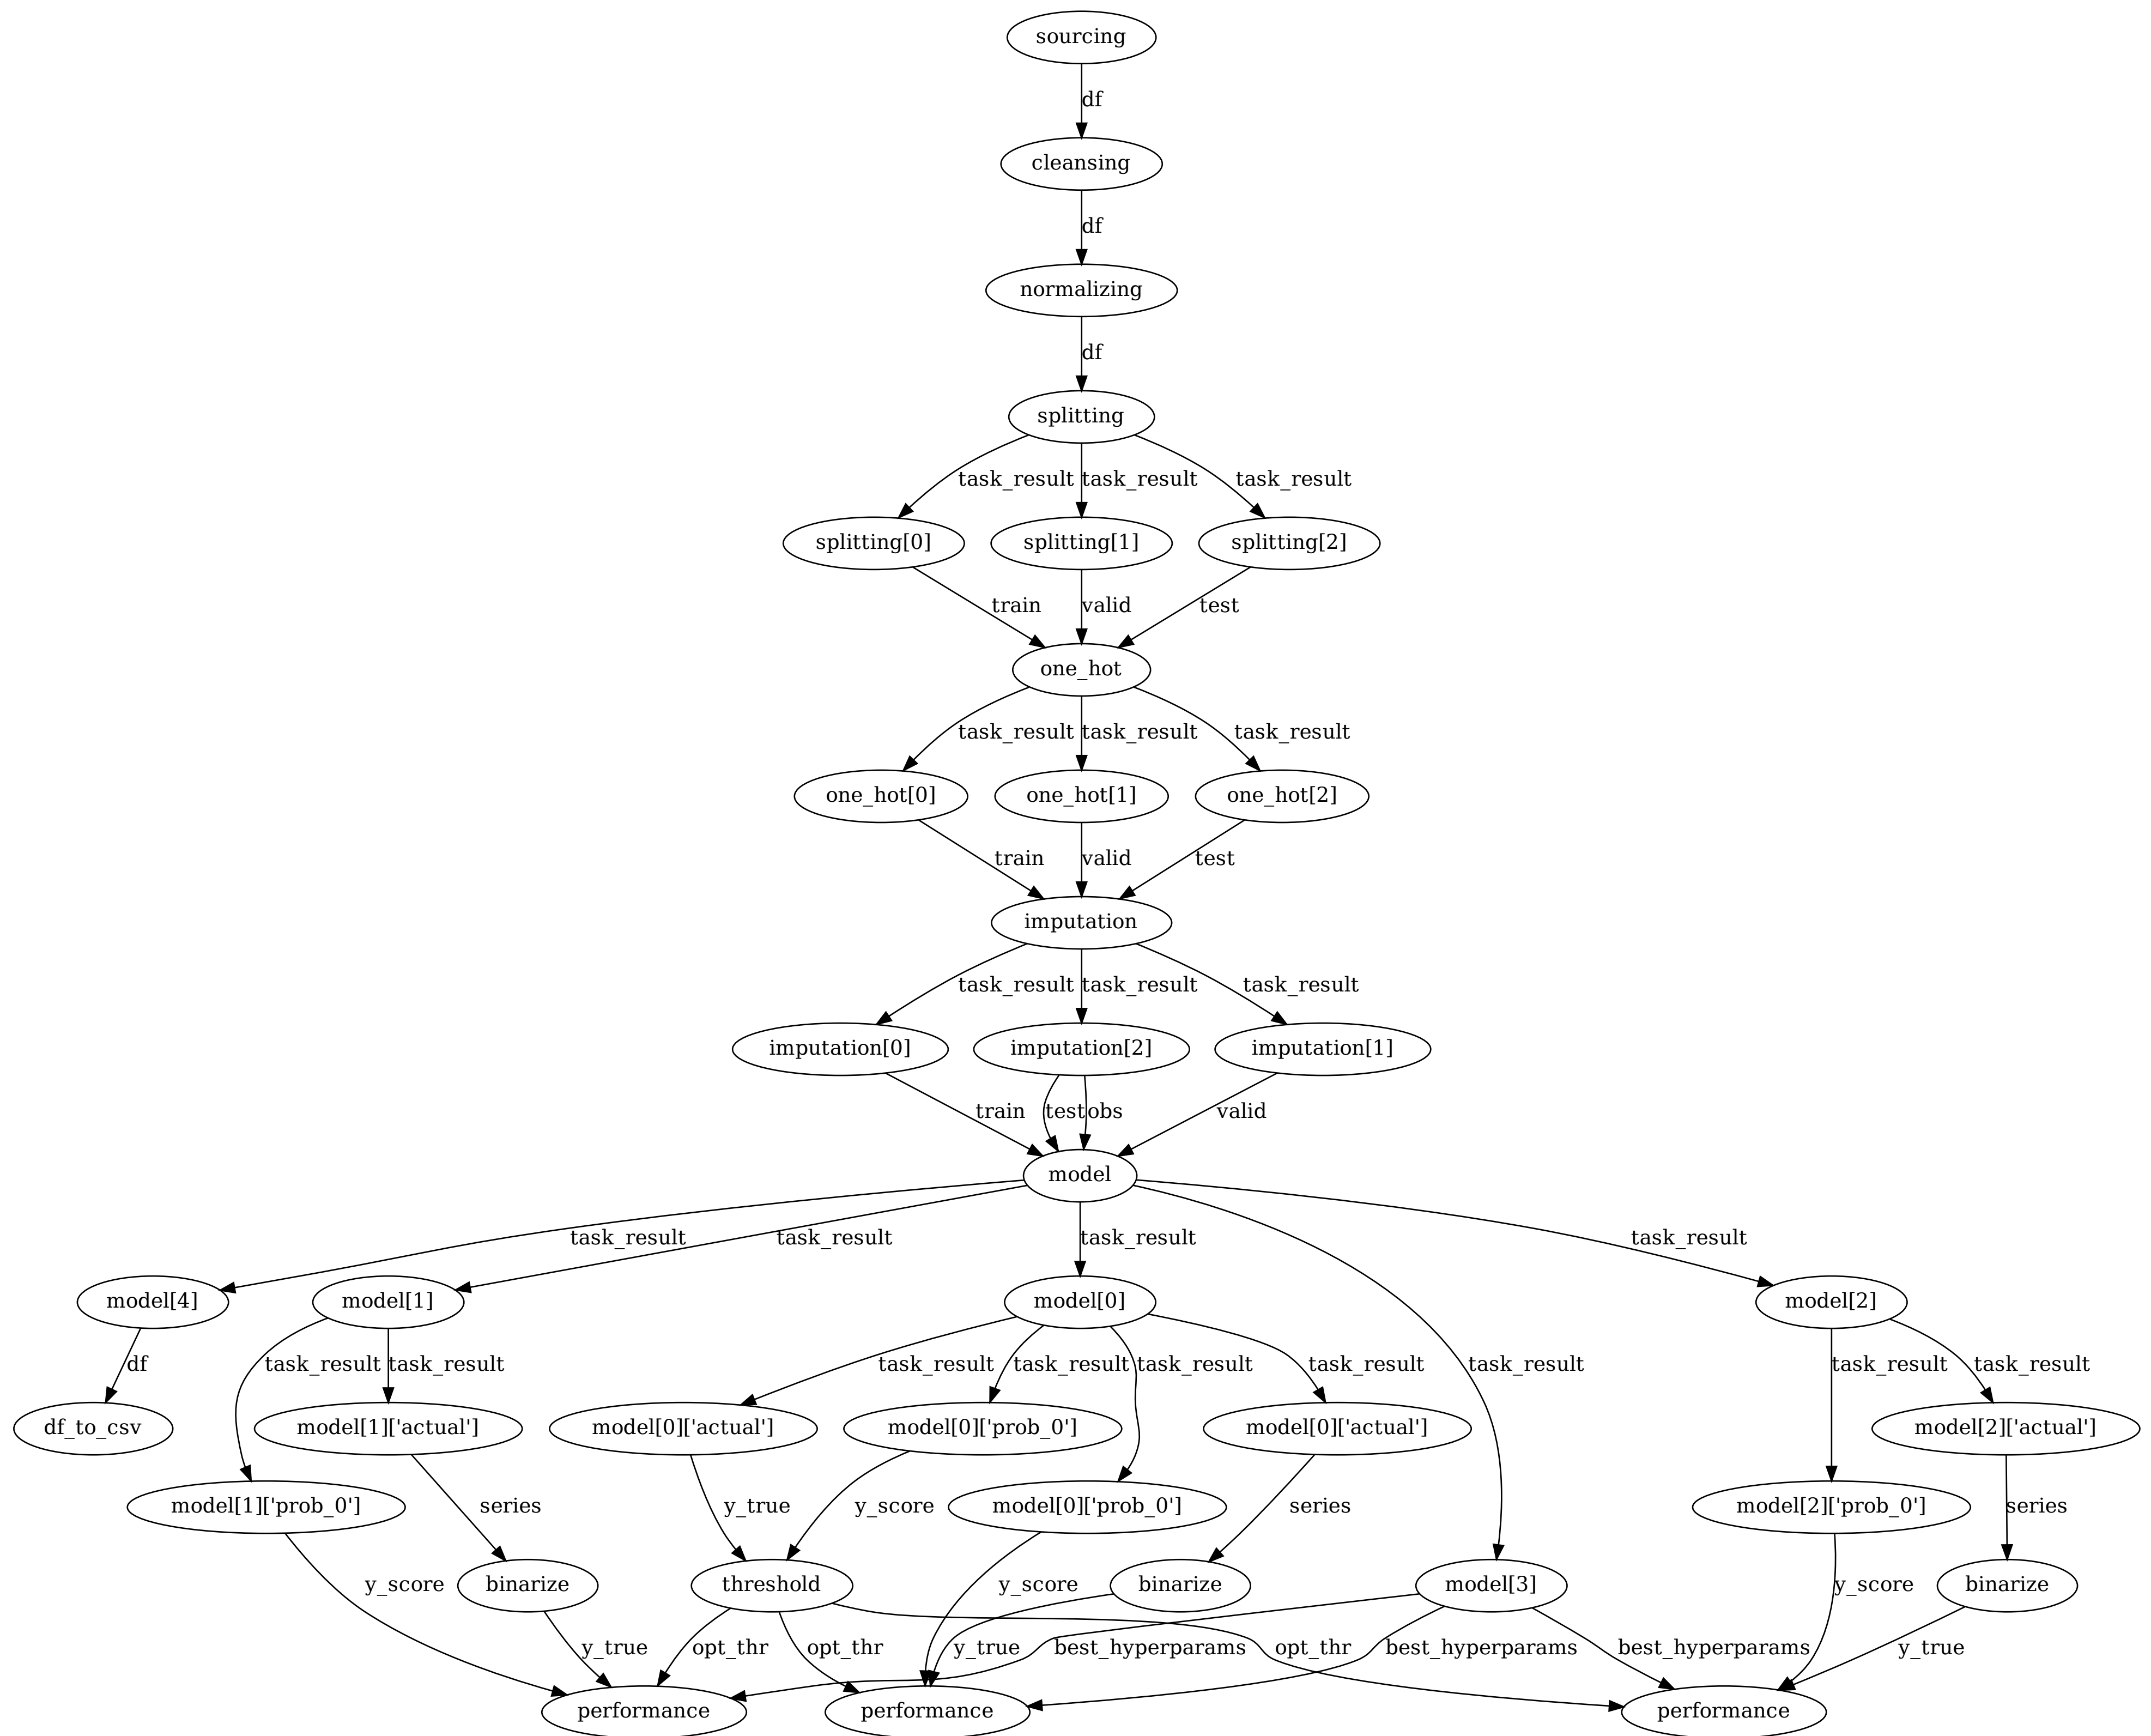 sourcing
df
cleansing
df
normalizing
df
splitting
task_result task_result task_result
splitting[0] splitting[1] splitting[2]
train valid test
one_hot
task_result task_result task_result
one_hot[0] one_hot[1] one_hot[2]
train valid test
imputation
task_result task_result task_result
imputation[0] imputation[2] imputation[1]
train test obs valid
model
task_result task_result task_result task_result
model[4] model[1] model[0] model[2]
df task_result task_result task_result task_result task_result task_result task_result task_result task_result
df_to_csv model[1]['actual'] model[0]['actual'] model[0]['prob_0'] model[0]['actual'] model[2]['actual']
model[1]['prob_0'] series y_true y_score model[0]['prob_0'] series model[2]['prob_0'] series
y_score binarize threshold y_score binarize model[3] y_score binarize
y_true opt_thr opt_thr y_true best_hyperparams opt_thr best_hyperparams best_hyperparams y_true
performance performance performance